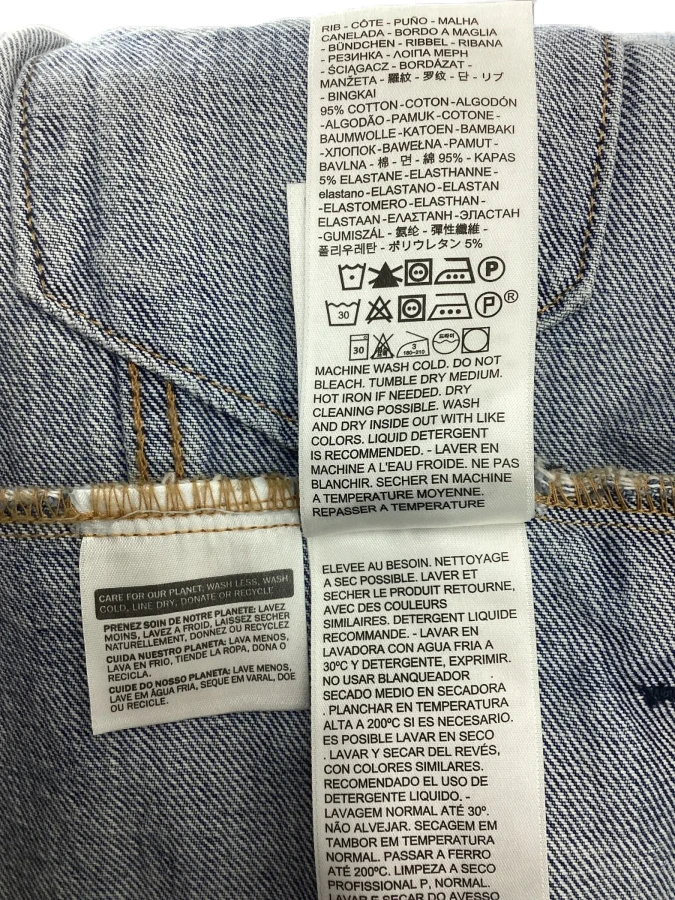 RIB - CÔTE - PUÑO - MALHA
CANELADA - BORDO A MAGLIA
- BÜNDCHEN - RIBBEL - RIBANA
- РЕЗИНКА - ΛΟΙΠΑ ΜΕΡΗ
- ŚCIĄGACZ - BORDÁZAT -
MANŽETA - 羅紋 - 罗纹 - 단 - リブ
- BINGKAI
95% COTTON - COTON - ALGODÓN
- ALGODÃO - PAMUK - COTONE -
BAUMWOLLE - KATOEN - BAMBAKI
- ХЛОПОК - BAWEŁNA - PAMUT -
BAVLNA - 棉 - 면 - 綿 95% - KAPAS
5% ELASTANE - ELASTHANNE -
elastano - ELASTANO - ELASTAN
- ELASTOMERO - ELASTHAN -
ELASTAAN - ΕΛΑΣΤΑΝΗ - ЭЛАСТАН
- GUMISZÁL - 氨纶 - 彈性纖維 -
폴리우레탄 - ポリウレタン 5%
P
30 P ®
30 3
MACHINE WASH COLD. DO NOT
BLEACH. TUMBLE DRY MEDIUM.
HOT IRON IF NEEDED. DRY
CLEANING POSSIBLE. WASH
AND DRY INSIDE OUT WITH LIKE
COLORS. LIQUID DETERGENT
IS RECOMMENDED. - LAVER EN
MACHINE A L'EAU FROIDE. NE PAS
BLANCHIR. SECHER EN MACHINE
A TEMPERATURE MOYENNE.
REPASSER A TEMPERATURE
ELEVEE AU BESOIN. NETTOYAGE
A SEC POSSIBLE. LAVER ET
SECHER LE PRODUIT RETOURNE,
AVEC DES COULEURS
SIMILAIRES. DETERGENT LIQUIDE
RECOMMANDE. - LAVAR EN
LAVADORA CON AGUA FRIA A
30ºC Y DETERGENTE, EXPRIMIR.
NO USAR BLANQUEADOR .
SECADO MEDIO EN SECADORA
. PLANCHAR EN TEMPERATURA
ALTA A 200ºC SI ES NECESARIO.
ES POSIBLE LAVAR EN SECO
. LAVAR Y SECAR DEL REVÉS,
CON COLORES SIMILARES.
RECOMENDADO EL USO DE
DETERGENTE LIQUIDO. -
LAVAGEM NORMAL ATÉ 30º.
NÃO ALVEJAR. SECAGEM EM
TAMBOR EM TEMPERATURA
NORMAL. PASSAR A FERRO
ATÉ 200ºC. LIMPEZA A SECO
PROFISSIONAL P, NORMAL.
LAVAR E SECAR DO AVESSO
CARE FOR OUR PLANET: WASH LESS, WASH
COLD, LINE DRY, DONATE OR RECYCLE.
PRENEZ SOIN DE NOTRE PLANETE: LAVEZ
MOINS, LAVEZ A FROID, LAISSEZ SECHER
NATURELLEMENT, DONNEZ OU RECYCLEZ
CUIDA NUESTRO PLANETA: LAVA MENOS,
LAVA EN FRIO, TIENDE LA ROPA, DONA O
RECICLA.
CUIDE DO NOSSO PLANETA: LAVE MENOS,
LAVE EM ÁGUA FRIA, SEQUE EM VARAL, DOE
OU RECICLE.